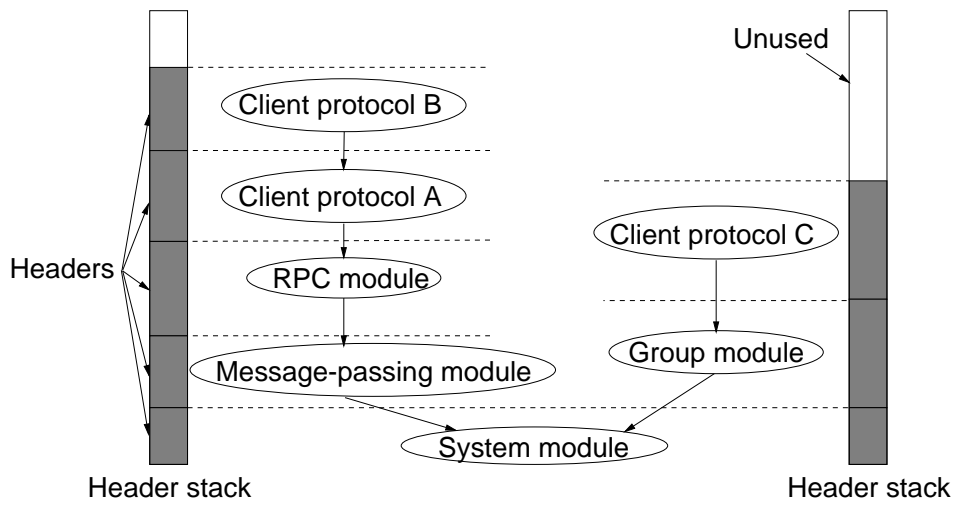 Unused
Client protocol B
Client protocol A
Client protocol C
Headers
RPC module
Group module
Message-passing module
System module
Header stack
Header stack